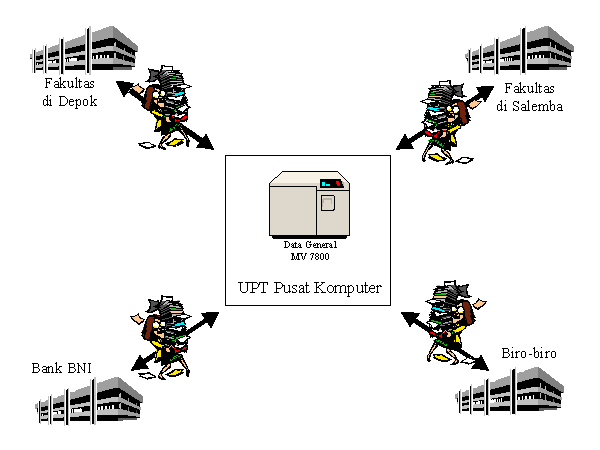 Fakultas
di Depok
Fakultas
di Salemba
Data General
MV 7800
UPT Pusat Komputer
Bank BNI
Biro-biro